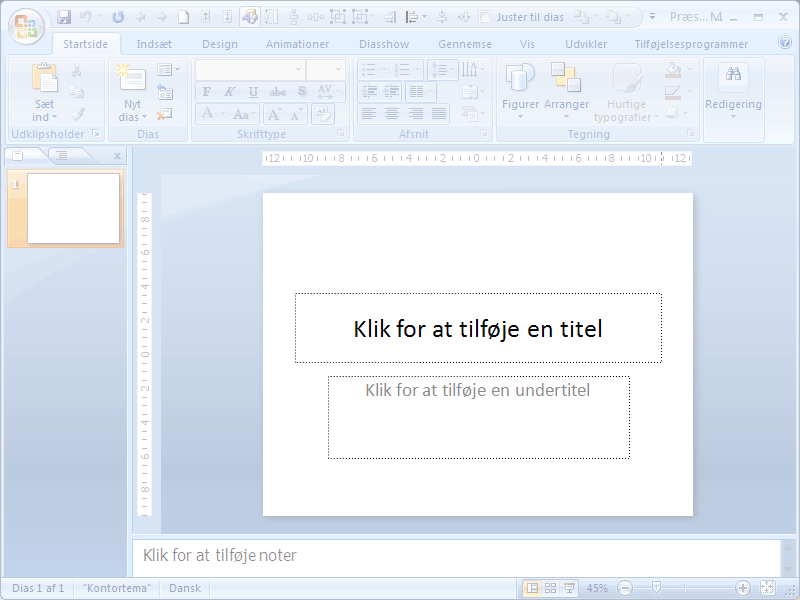 Juster til dias Præs... M
Startside Indsæt Design Animationer Diasshow Gennemse Vis Udvikler Tilføjelsesprogrammer
Sæt ind
Nyt dias
F K U abc S AV
A Aa A A
Figurer Arranger Hurtige typografier
Redigering
Udklipsholder Dias Skrifttype Afsnit Tegning
12 10 8 6 4 2 0 2 4 6 8 10 12
1
8 6 4 2 0 2 4 6 8
Klik for at tilføje en titel
Klik for at tilføje en undertitel
Klik for at tilføje noter
Dias 1 af 1 "Kontortema" Dansk 45%